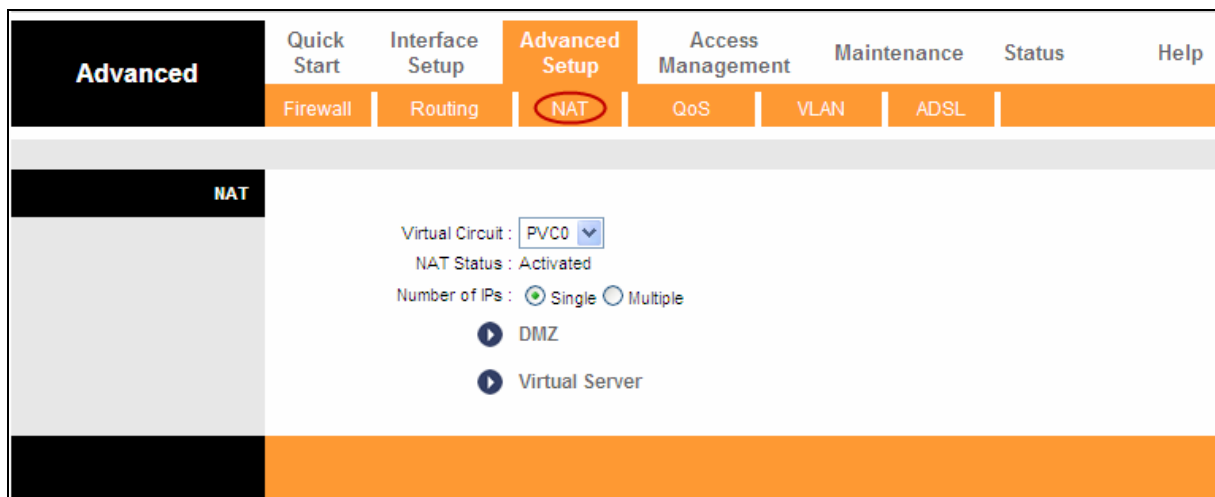 Advanced
Quick Start
Interface Setup
Advanced Setup
Access Management
Maintenance
Status
Help
Firewall
Routing
NAT
QoS
VLAN
ADSL
NAT
Virtual Circuit : PVC0
NAT Status : Activated
Number of IPs : Single Multiple
DMZ
Virtual Server